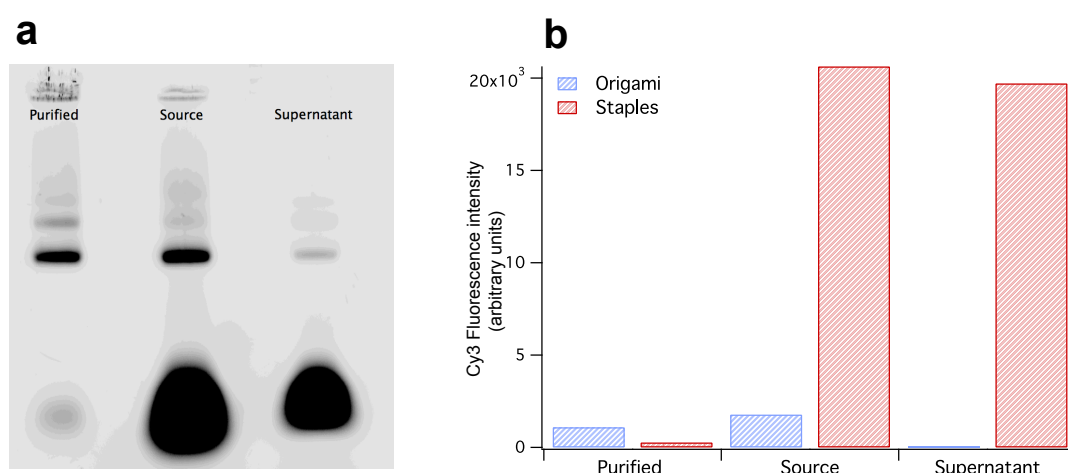 a
Purified Source Supernatant
b
Origami
Staples
20x10³
15
10
5
0
Cy3 Fluorescence intensity
(arbitrary units)
Purified Source Supernatant